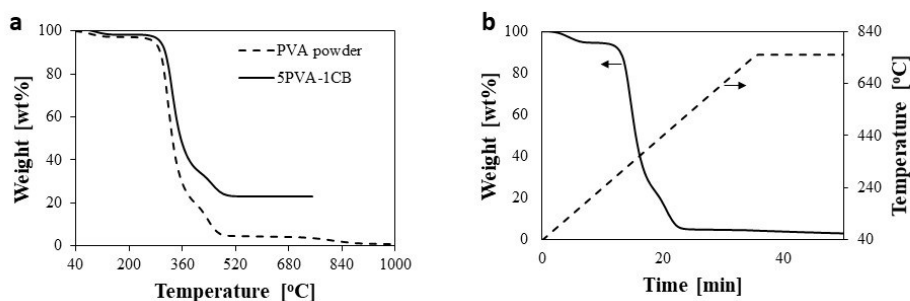 a
100
80
60
40
20
0
Weight [wt%]
PVA powder
5PVA-1CB
40 200 360 520 680 840 1000
Temperature [°C]
b
100
80
60
40
20
0
Weight [wt%]
840
640
440
240
40
Temperature [°C]
0 20 40
Time [min]